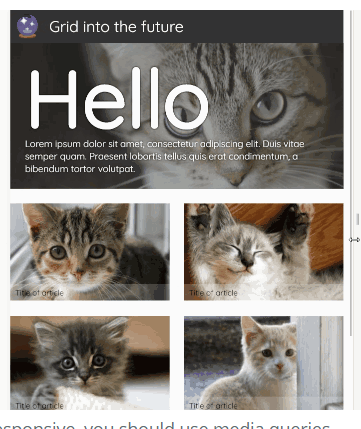 Grid into the future
Hello
Lorem ipsum dolor sit amet, consectetur adipiscing elit. Duis vitae
semper quam. Praesent lobortis tellus quis erat condimentum, a
bibendum tortor volutpat.
Title of article
Title of article
Title of article
Title of article
esponsive, you should use media queries